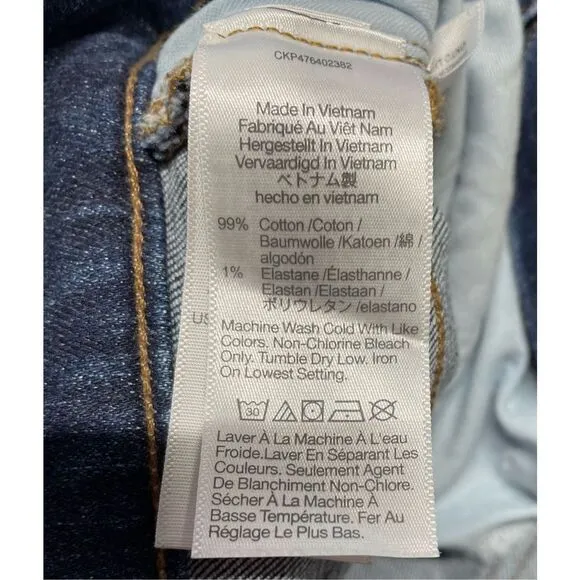 CKP476402382
Made In Vietnam
Fabriqué Au Viêt Nam
Hergestellt In Vietnam
Vervaardigd In Vietnam
ベトナム製
hecho en vietnam
99% Cotton /Coton /
Baumwolle /Katoen /綿 /
algodón
1% Elastane /Élasthanne /
Elastan /Elastaan /
ポリウレタン /elastano
US
Machine Wash Cold With Like
Colors. Non-Chlorine Bleach
Only. Tumble Dry Low. Iron
On Lowest Setting.
30
Laver À La Machine À L'eau
Froide.Laver En Séparant Les
Couleurs. Seulement Agent
De Blanchiment Non-Chlore.
Sécher À La Machine À
Basse Température. Fer Au
Réglage Le Plus Bas.